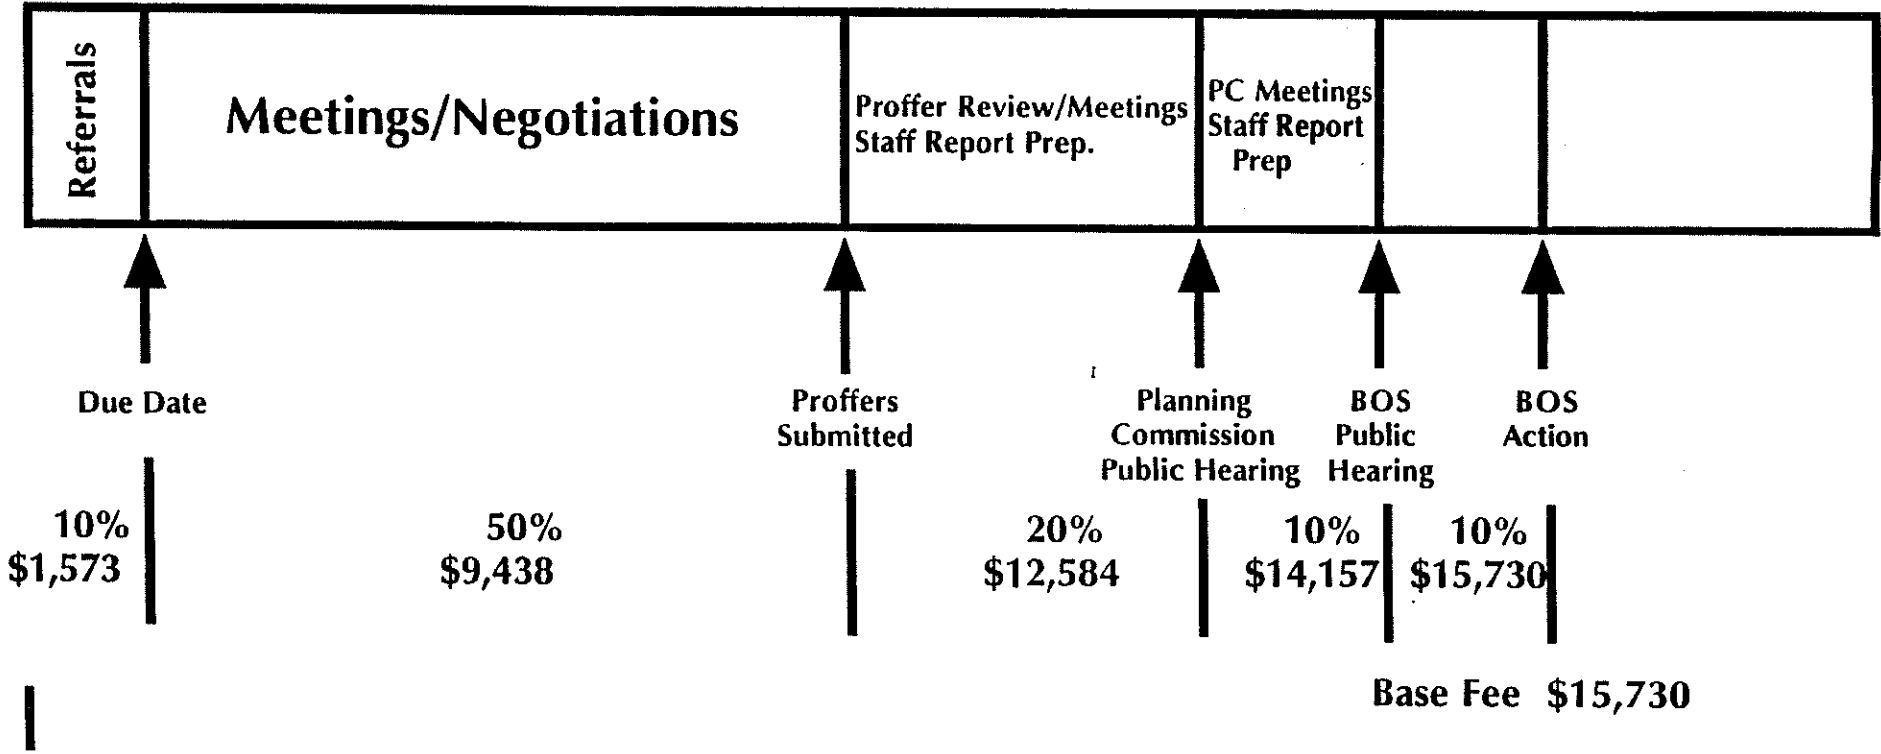 Referrals
Meetings/Negotiations
Proffer Review/Meetings
Staff Report Prep.
PC Meetings
Staff Report
Prep
Due Date
Proffers
Submitted
Planning
Commission
Public Hearing
BOS
Public
Hearing
BOS
Action
10%
$1,573
50%
$9,438
20%
$12,584
10%
$14,157
10%
$15,730
Base Fee $15,730